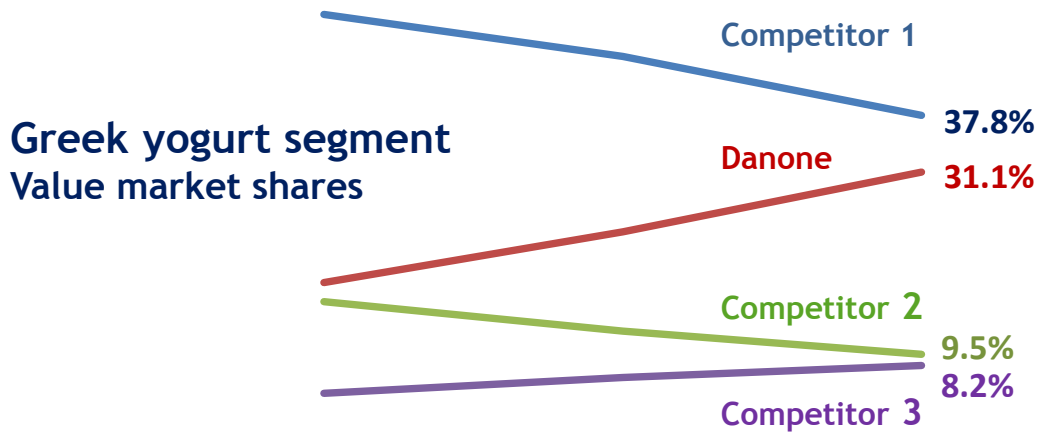 Competitor 1
37.8%
Greek yogurt segment
Value market shares
Danone
31.1%
Competitor 2
9.5%
8.2%
Competitor 3